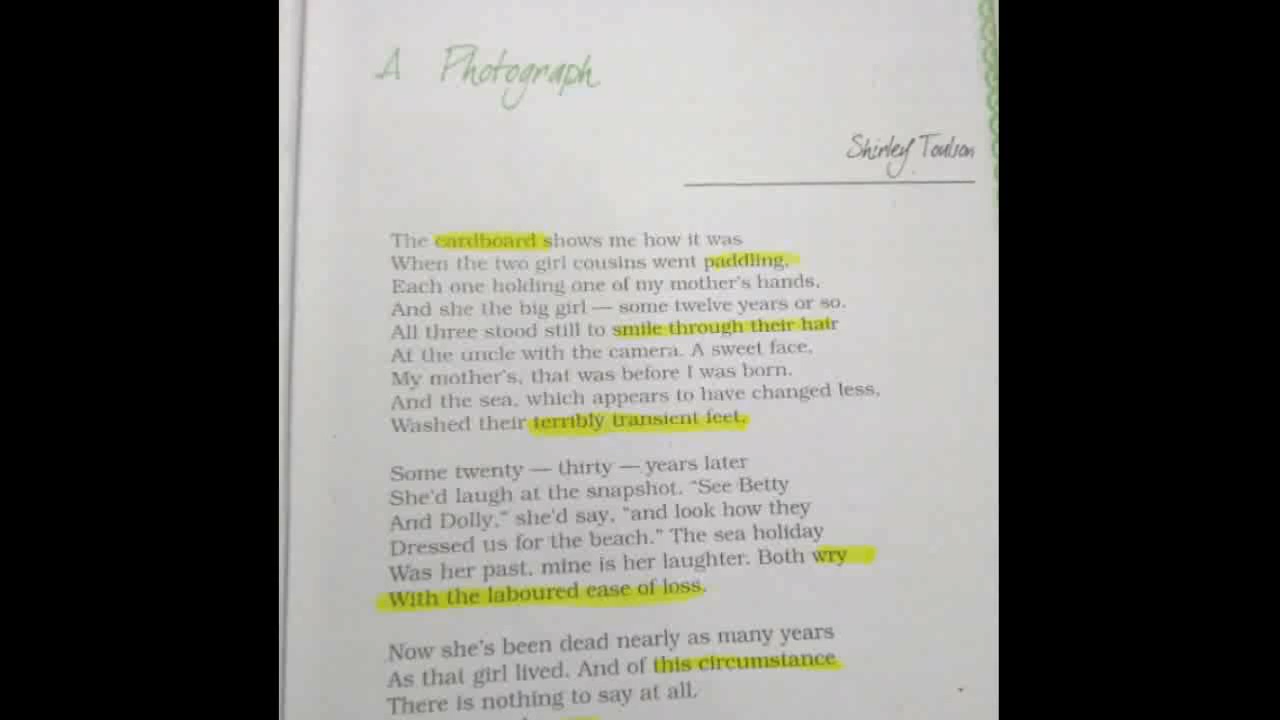 A Photograph
Shirley Toulson
The cardboard shows me how it was
When the two girl cousins went paddling,
Each one holding one of my mother's hands,
And she the big girl — some twelve years or so.
All three stood still to smile through their hair
At the uncle with the camera. A sweet face,
My mother's, that was before I was born.
And the sea, which appears to have changed less,
Washed their terribly transient feet.
Some twenty — thirty — years later
She'd laugh at the snapshot. "See Betty
And Dolly," she'd say, "and look how they
Dressed us for the beach." The sea holiday
Was her past, mine is her laughter. Both wry
With the laboured ease of loss.
Now she's been dead nearly as many years
As that girl lived. And of this circumstance
There is nothing to say at all.